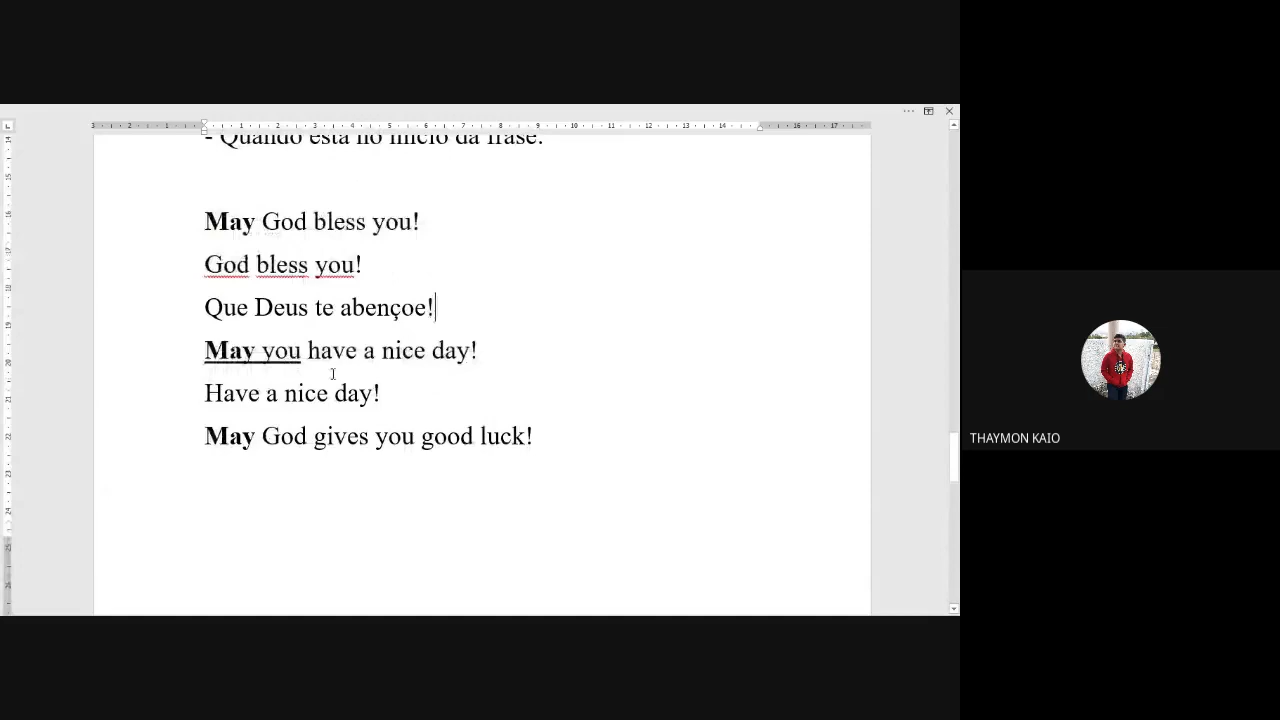 - Quando está no início da frase.
May God bless you!
God bless you!
Que Deus te abençoe!
May you have a nice day!
Have a nice day!
May God gives you good luck!
THAYMON KAIO